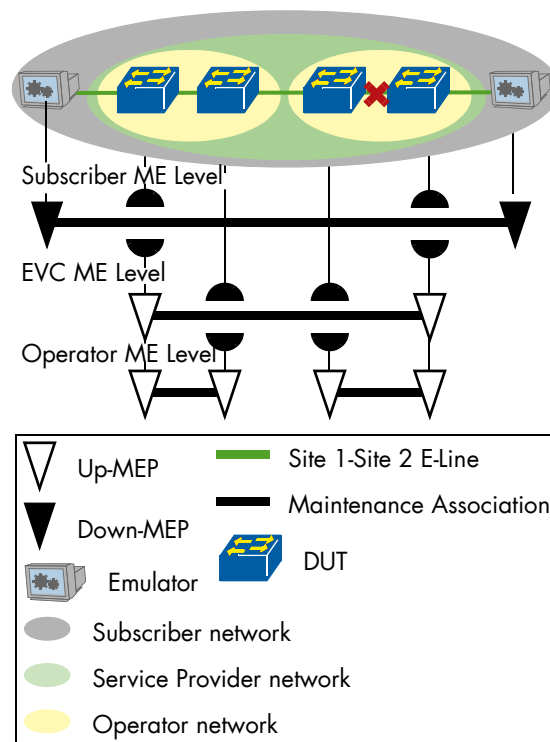 Subscriber ME Level
EVC ME Level
Operator ME Level
Up-MEP
Site 1-Site 2 E-Line
Down-MEP
Maintenance Association
Emulator
DUT
Subscriber network
Service Provider network
Operator network